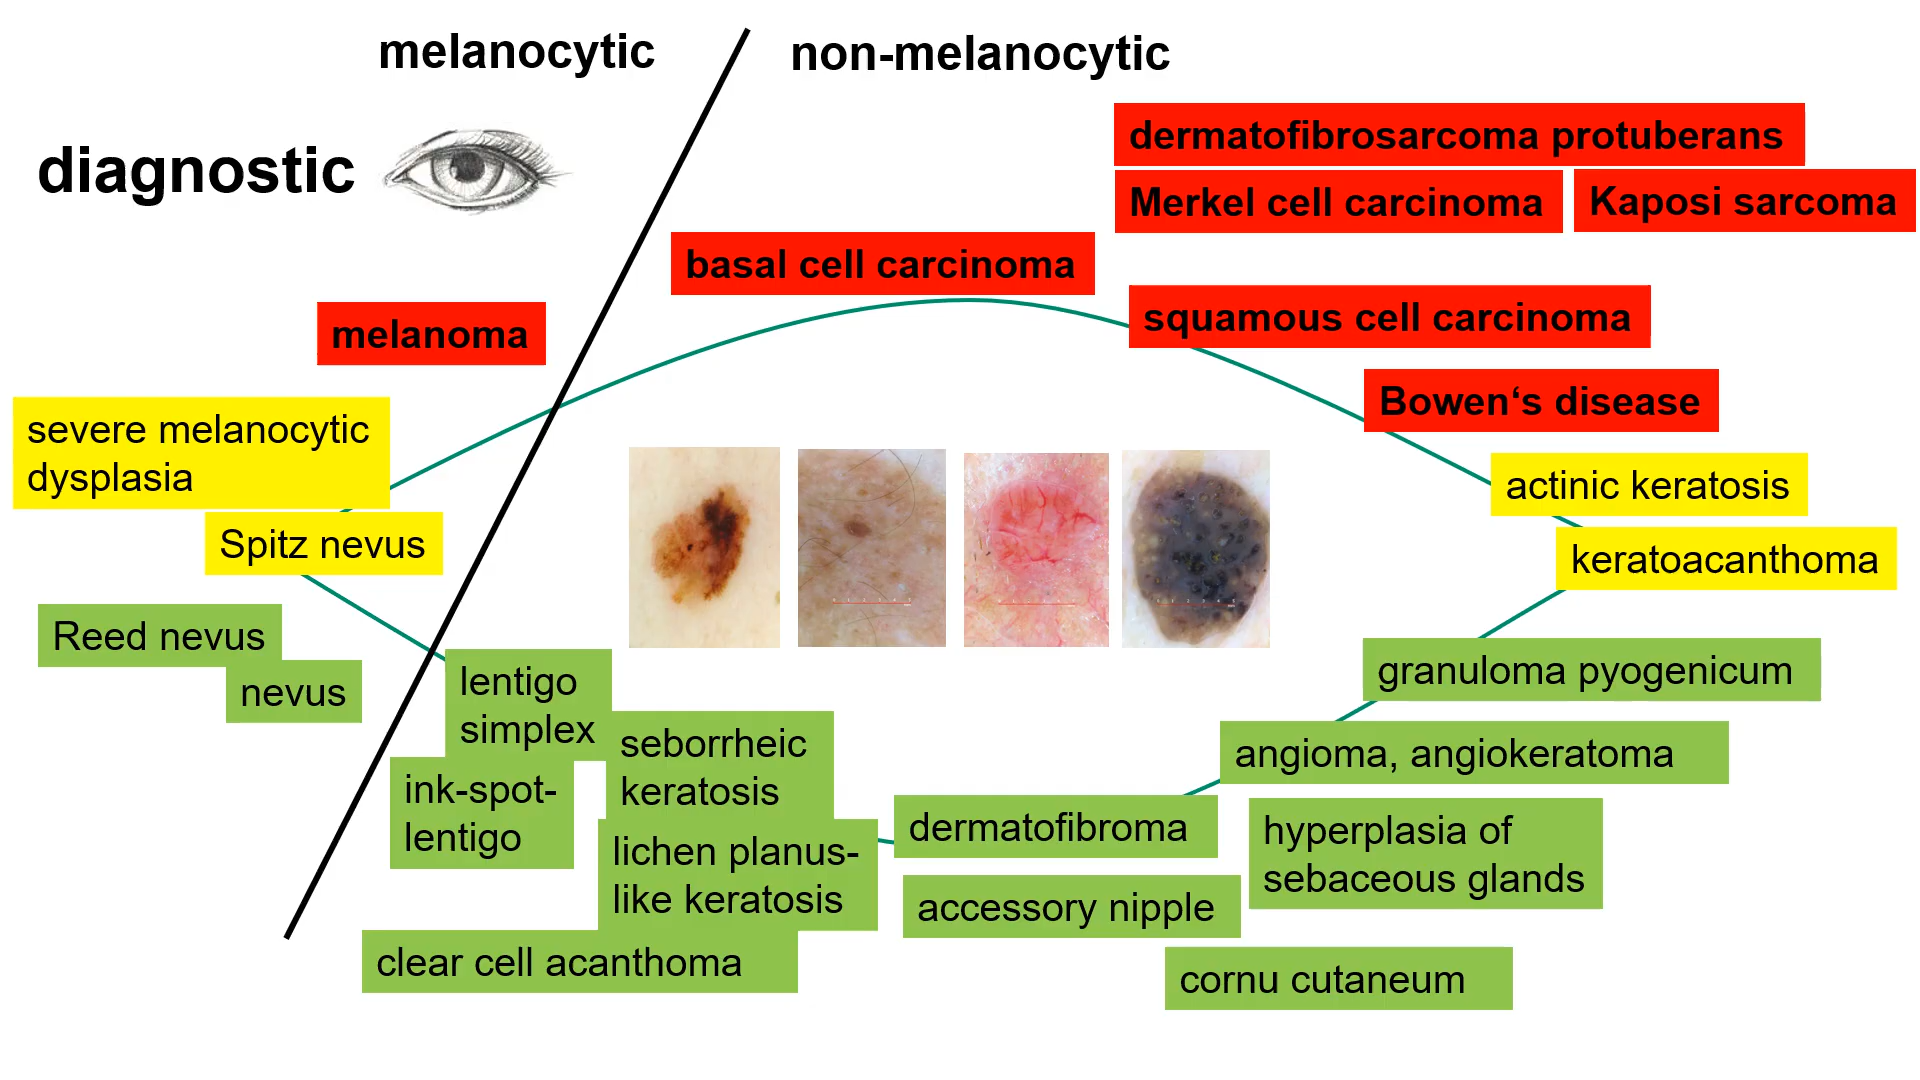 melanocytic
non-melanocytic
diagnostic
dermatofibrosarcoma protuberans
Merkel cell carcinoma
Kaposi sarcoma
basal cell carcinoma
squamous cell carcinoma
melanoma
Bowen‘s disease
severe melanocytic
dysplasia
actinic keratosis
Spitz nevus
keratoacanthoma
Reed nevus
nevus
lentigo
simplex
granuloma pyogenicum
seborrheic
keratosis
angioma, angiokeratoma
ink-spot-
lentigo
dermatofibroma
hyperplasia of
sebaceous glands
lichen planus-
like keratosis
accessory nipple
clear cell acanthoma
cornu cutaneum